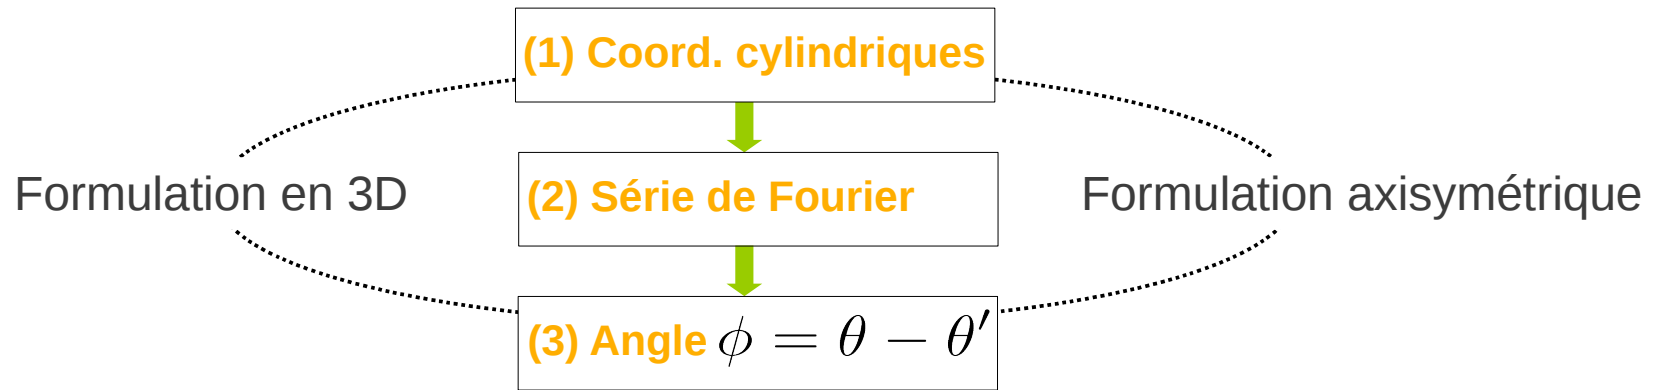 (1) Coord. cylindriques
Formulation en 3D
(2) Série de Fourier
Formulation axisymétrique
(3) Angle ϕ = θ − θ′